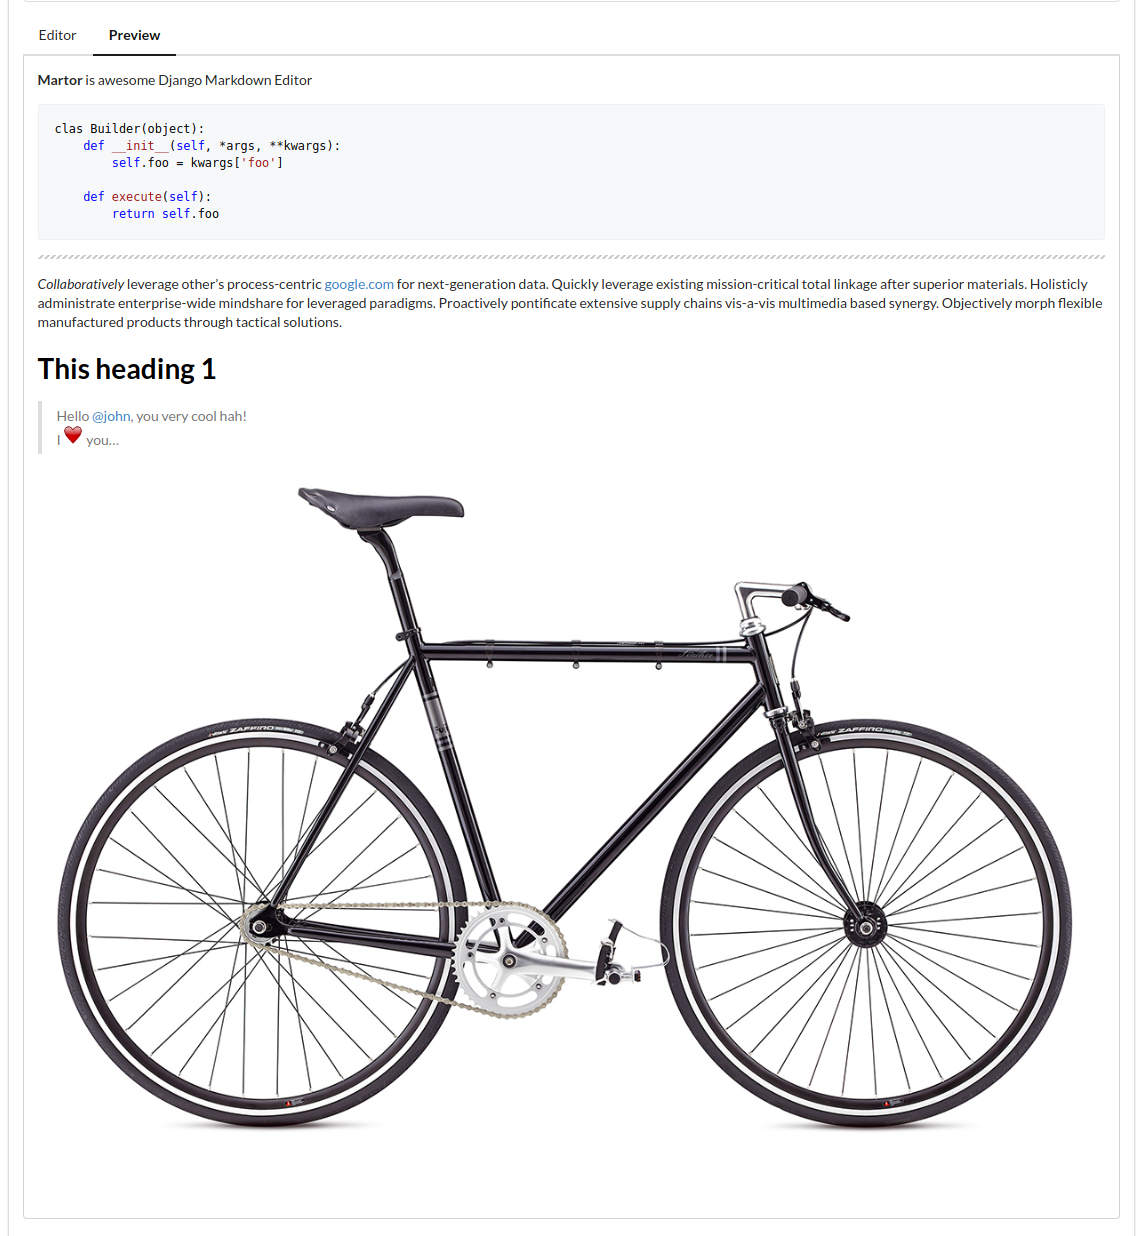 Editor Preview
Martor is awesome Django Markdown Editor
clas Builder(object):
    def __init__(self, *args, **kwargs):
        self.foo = kwargs['foo']
    def execute(self):
        return self.foo
Collaboratively leverage other's process-centric google.com for next-generation data. Quickly leverage existing mission-critical total linkage after superior materials. Holisticly
administrate enterprise-wide mindshare for leveraged paradigms. Proactively pontificate extensive supply chains vis-a-vis multimedia based synergy. Objectively morph flexible
manufactured products through tactical solutions.
This heading 1
Hello @john, you very cool hah!
I ❤ you...
ZAFFIRO
ZAFFIRO